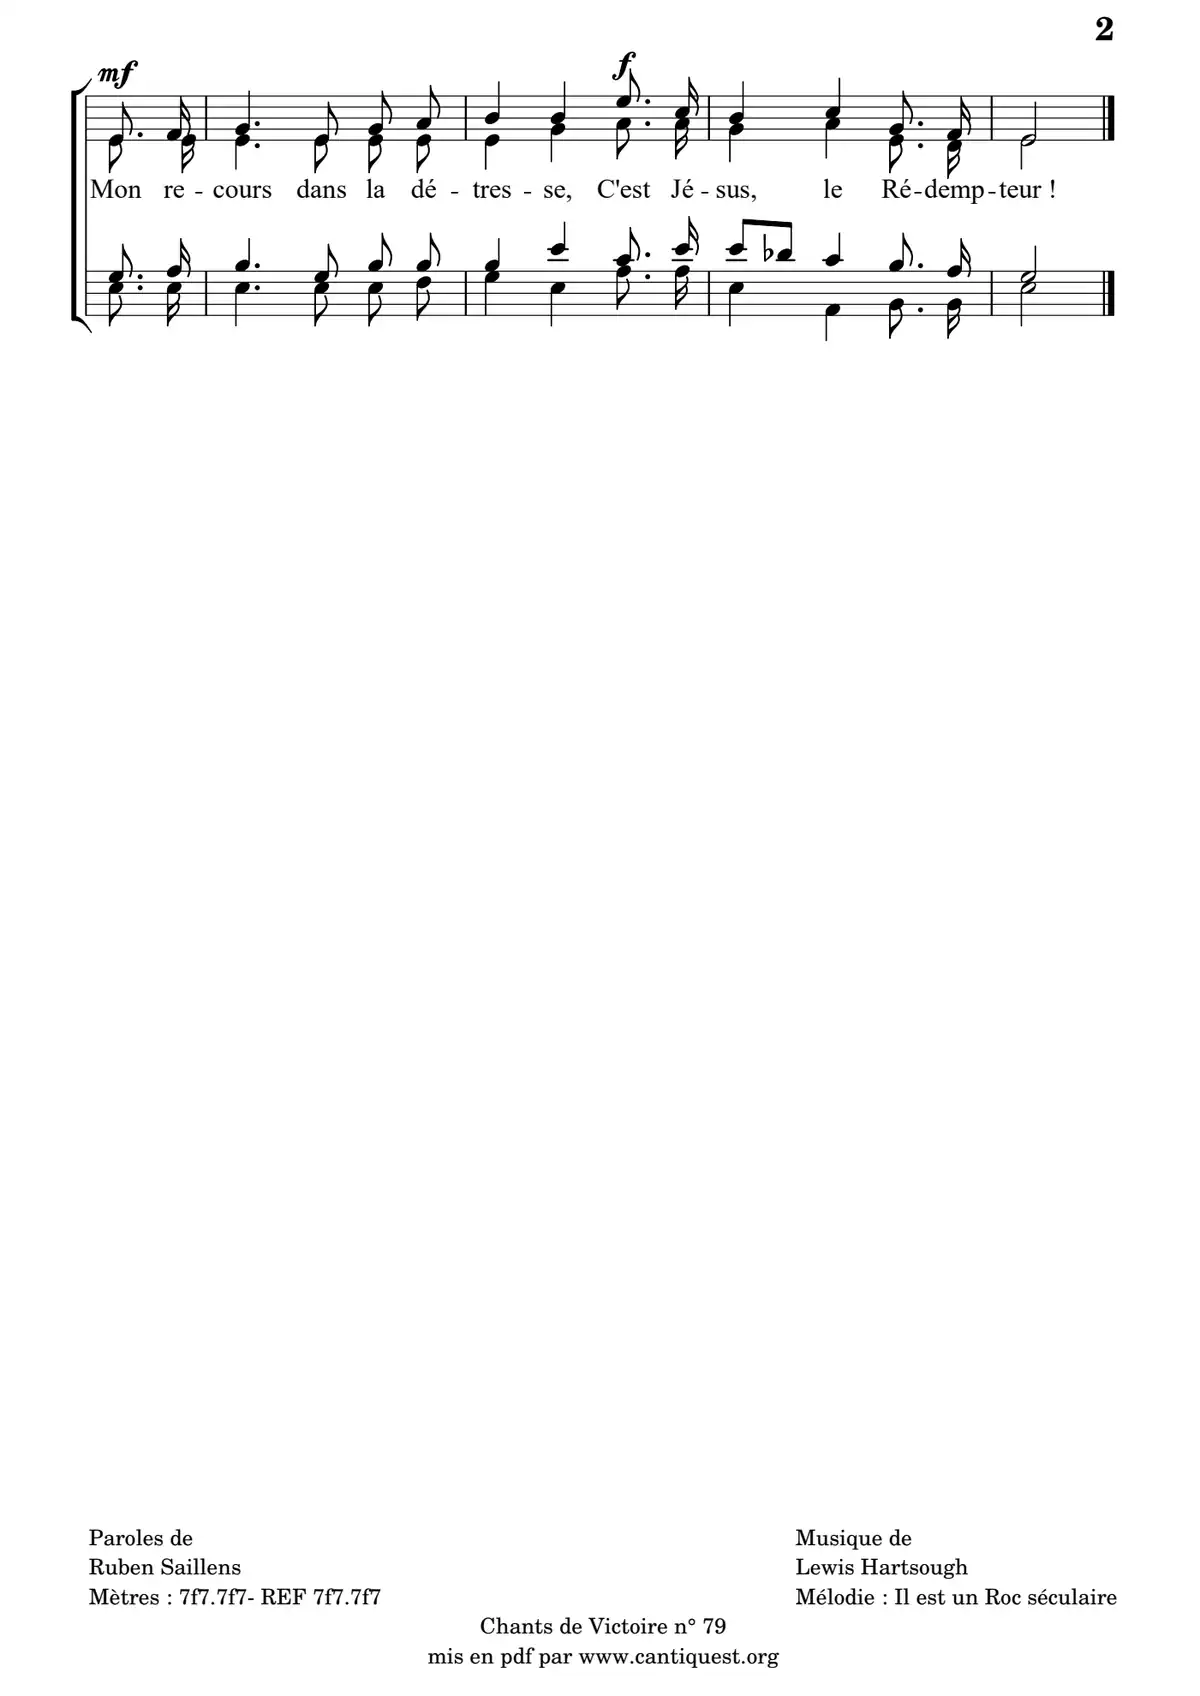 2
mf
f
Mon re - cours dans la dé - tres - se, C'est Jé - sus, le Ré - demp - teur !
Paroles de
Ruben Saillens
Mètres : 7f7.7f7- REF 7f7.7f7
Musique de
Lewis Hartsough
Mélodie : Il est un Roc séculaire
Chants de Victoire n° 79
mis en pdf par www.cantiquest.org